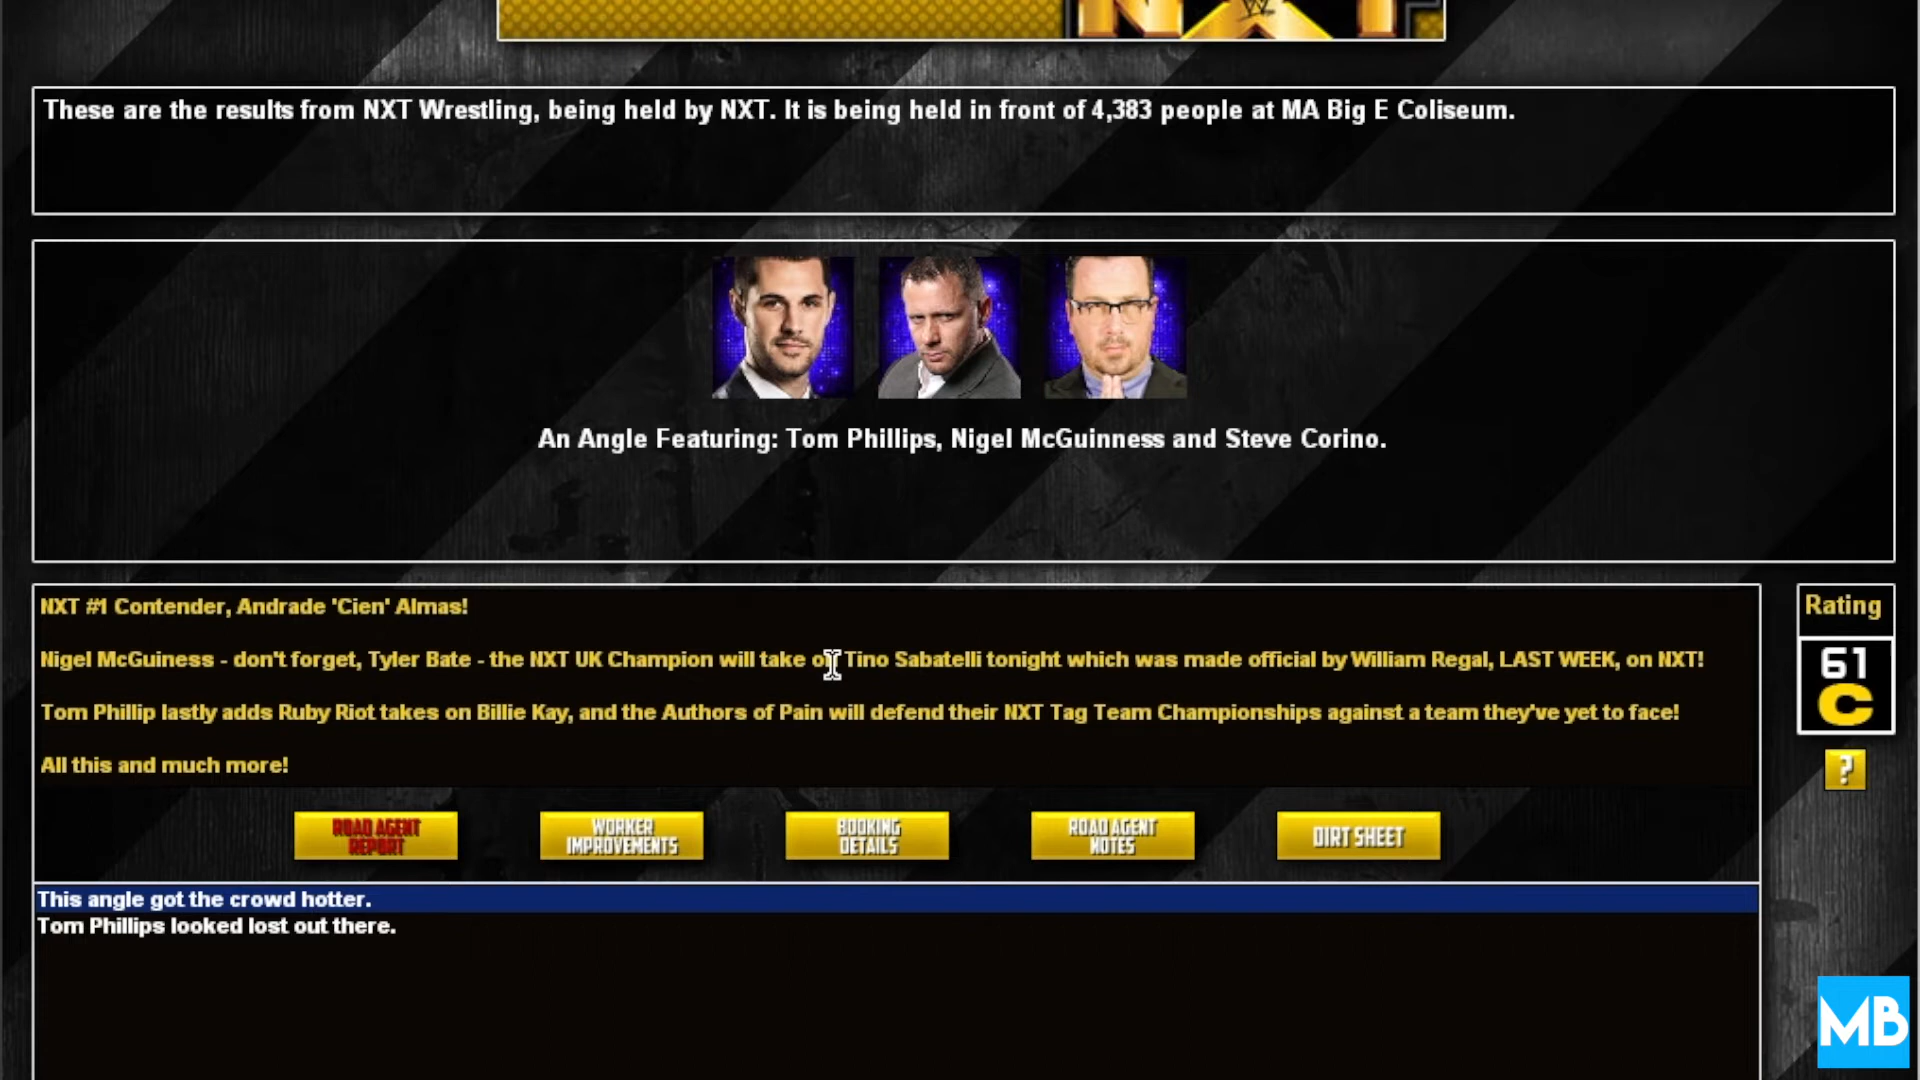 NXT
These are the results from NXT Wrestling, being held by NXT. It is being held in front of 4,383 people at MA Big E Coliseum.
An Angle Featuring: Tom Phillips, Nigel McGuinness and Steve Corino.
NXT #1 Contender, Andrade 'Cien' Almas!
Nigel McGuiness - don't forget, Tyler Bate - the NXT UK Champion will take on Tino Sabatelli tonight which was made official by William Regal, LAST WEEK, on NXT!
Tom Phillip lastly adds Ruby Riot takes on Billie Kay, and the Authors of Pain will defend their NXT Tag Team Championships against a team they've yet to face!
All this and much more!
Rating
61
C
?
ROAD AGENT REPORT
WORKER IMPROVEMENTS
BOOKING DETAILS
ROAD AGENT NOTES
DIRT SHEET
This angle got the crowd hotter.
Tom Phillips looked lost out there.
MB